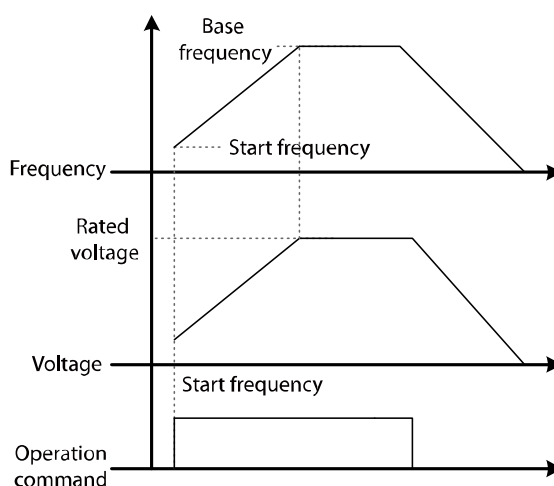 Base
frequency
Start frequency
Frequency
Rated
voltage
Voltage
Start frequency
Operation
command